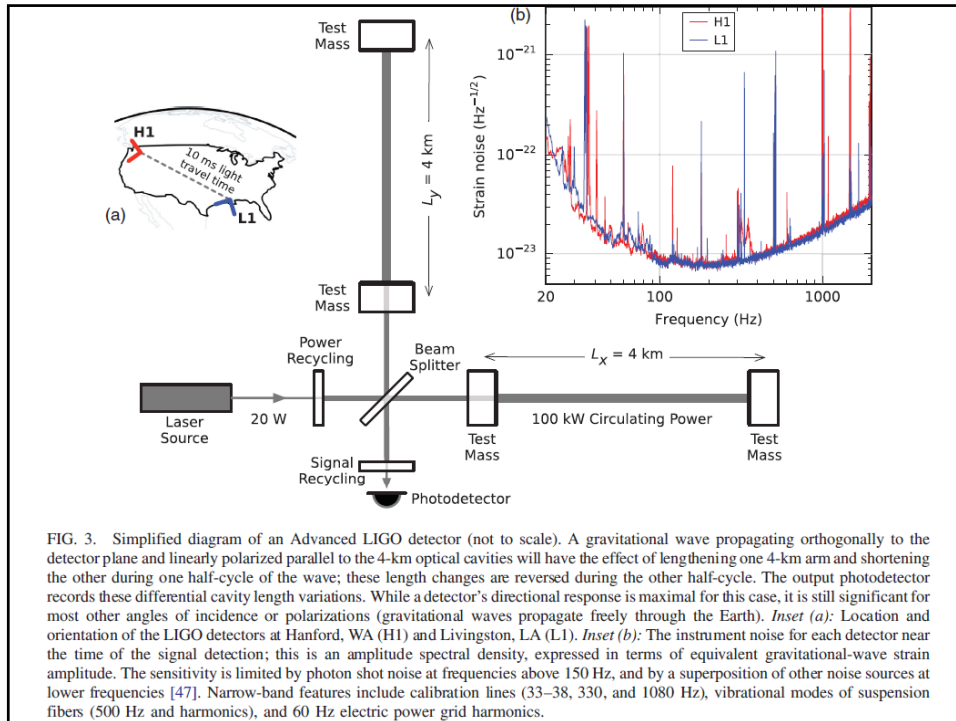 Test
Mass
(b)
H1
L1
10⁻²¹
10⁻²²
10⁻²³
Strain noise (Hz⁻¹/²)
20
100
1000
Frequency (Hz)
H1
10 ms light
travel time
L1
(a)
Ly = 4 km
Test
Mass
Power
Recycling
Beam
Splitter
Lx = 4 km
Laser
Source
20 W
100 kW Circulating Power
Test
Mass
Test
Mass
Signal
Recycling
Photodetector
FIG. 3. Simplified diagram of an Advanced LIGO detector (not to scale). A gravitational wave propagating orthogonally to the
detector plane and linearly polarized parallel to the 4-km optical cavities will have the effect of lengthening one 4-km arm and shortening
the other during one half-cycle of the wave; these length changes are reversed during the other half-cycle. The output photodetector
records these differential cavity length variations. While a detector's directional response is maximal for this case, it is still significant for
most other angles of incidence or polarizations (gravitational waves propagate freely through the Earth). Inset (a): Location and
orientation of the LIGO detectors at Hanford, WA (H1) and Livingston, LA (L1). Inset (b): The instrument noise for each detector near
the time of the signal detection; this is an amplitude spectral density, expressed in terms of equivalent gravitational-wave strain
amplitude. The sensitivity is limited by photon shot noise at frequencies above 150 Hz, and by a superposition of other noise sources at
lower frequencies [47]. Narrow-band features include calibration lines (33–38, 330, and 1080 Hz), vibrational modes of suspension
fibers (500 Hz and harmonics), and 60 Hz electric power grid harmonics.